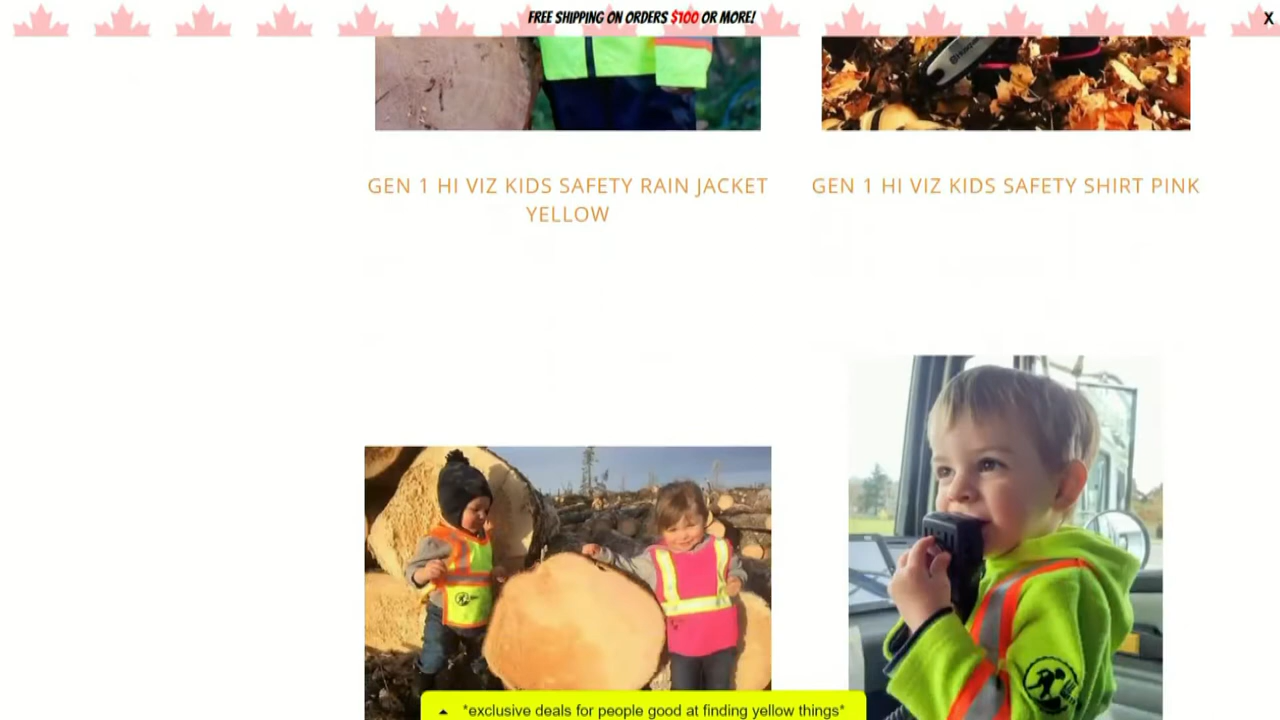 FREE SHIPPING ON ORDERS $100 OR MORE!
X
GEN 1 HI VIZ KIDS SAFETY RAIN JACKET
YELLOW
GEN 1 HI VIZ KIDS SAFETY SHIRT PINK
*exclusive deals for people good at finding yellow things*